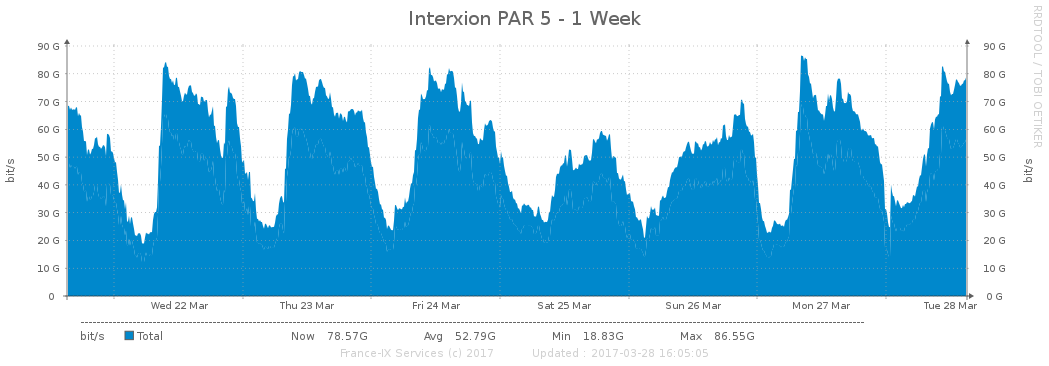 Interxion PAR 5 - 1 Week
RRDTOOL / TOBI OETIKER
bit/s
90 G 90 G
80 G 80 G
70 G 70 G
60 G 60 G
50 G 50 G
40 G 40 G
30 G 30 G
20 G 20 G
10 G 10 G
0 0 G
bit/s
Wed 22 Mar Thu 23 Mar Fri 24 Mar Sat 25 Mar Sun 26 Mar Mon 27 Mar Tue 28 Mar
bit/s Total Now 78.57G Avg 52.79G Min 18.83G Max 86.55G
France-IX Services (c) 2017 Updated : 2017-03-28 16:05:05